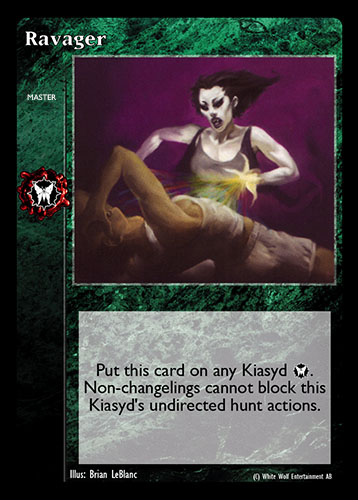 Ravager
MASTER
Put this card on any Kiasyd.
Non-changelings cannot block this
Kiasyd's undirected hunt actions.
Illus: Brian LeBlanc
(C) White Wolf Entertainment AB